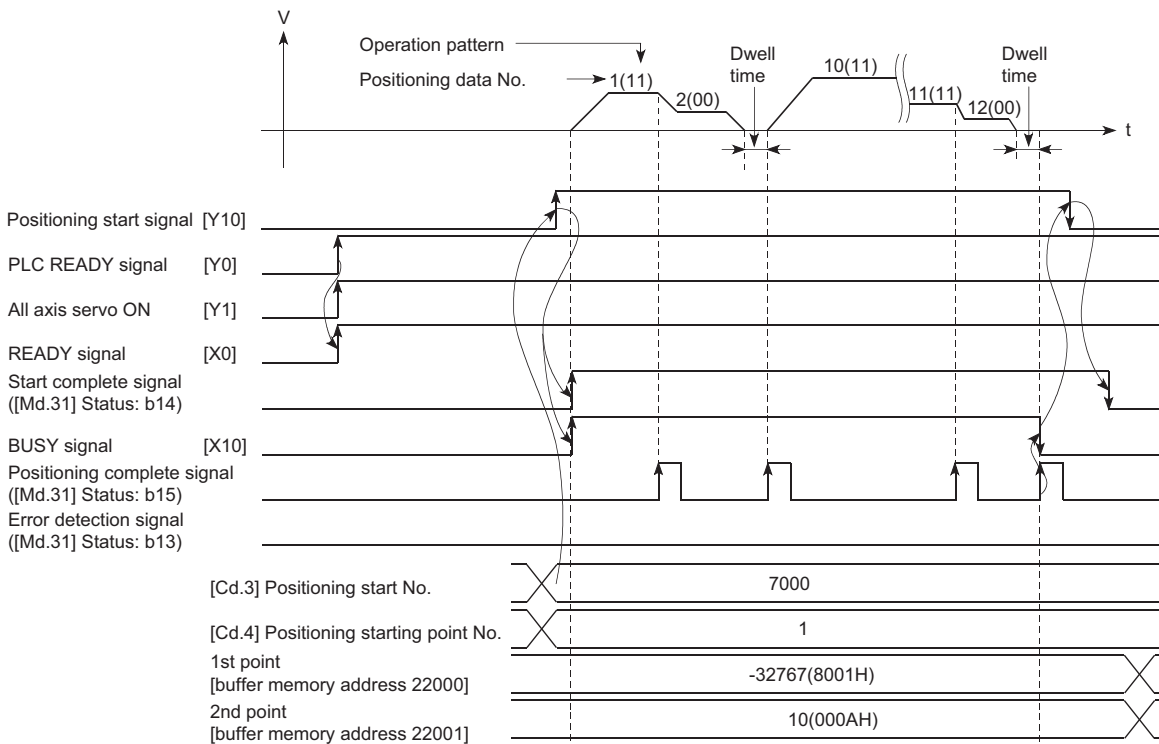 V
Operation pattern
Positioning data No.
1(11)
2(00)
Dwell
time
10(11)
11(11)
Dwell
time
12(00)
t
Positioning start signal [Y10]
PLC READY signal [Y0]
All axis servo ON [Y1]
READY signal [X0]
Start complete signal
([Md.31] Status: b14)
BUSY signal [X10]
Positioning complete signal
([Md.31] Status: b15)
Error detection signal
([Md.31] Status: b13)
[Cd.3] Positioning start No. 7000
[Cd.4] Positioning starting point No. 1
1st point
[buffer memory address 22000] -32767(8001H)
2nd point
[buffer memory address 22001] 10(000AH)